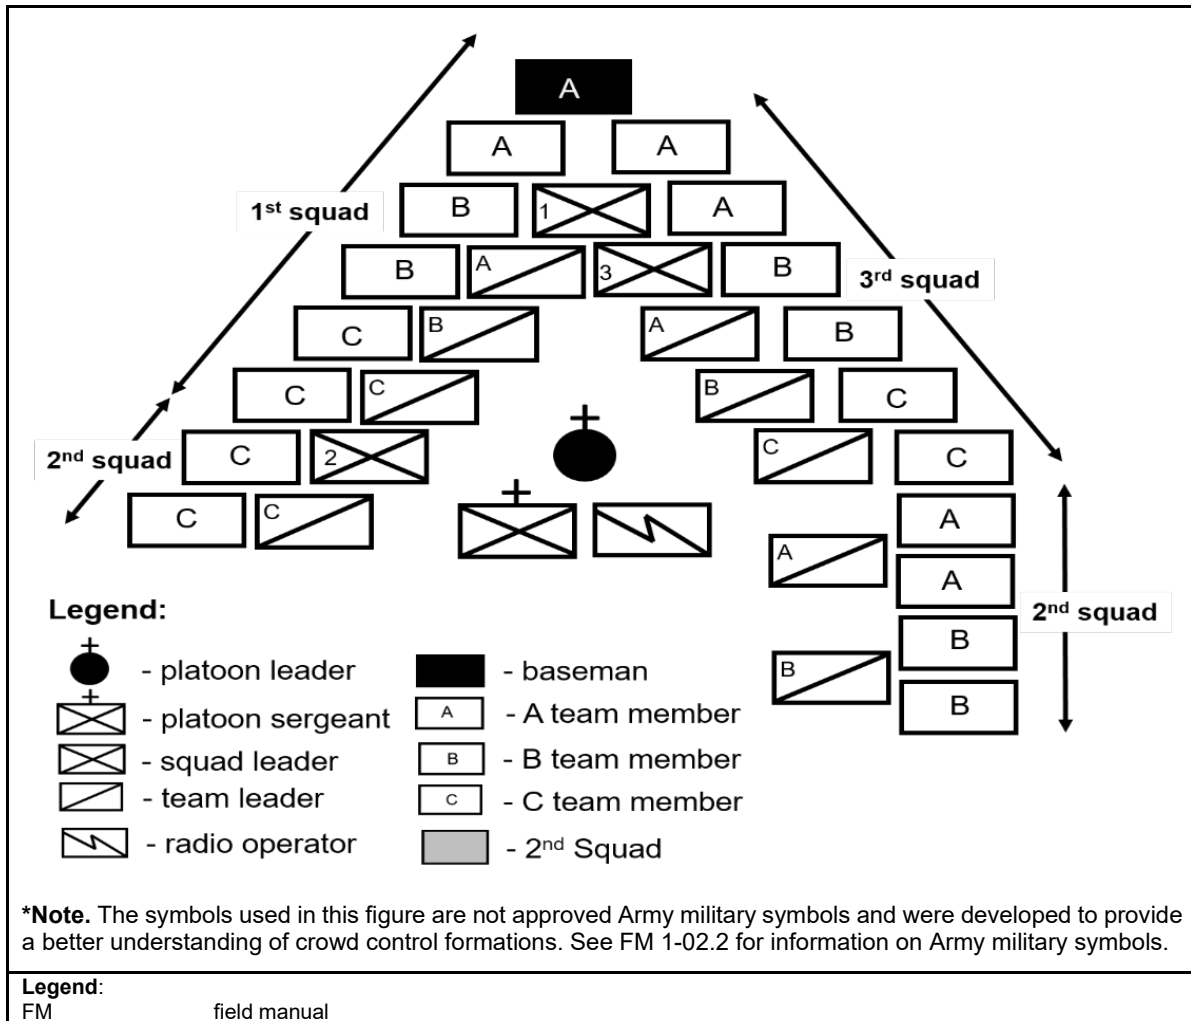 A
A A
1st squad
B 1 A
B A 3 B
3rd squad
C B A B
C C B C
2nd squad
C 2 C C
C C A
A A
B 2nd squad
B B
Legend:
- platoon leader - baseman
- platoon sergeant A - A team member
- squad leader B - B team member
- team leader C - C team member
- radio operator - 2nd Squad
*Note. The symbols used in this figure are not approved Army military symbols and were developed to provide
a better understanding of crowd control formations. See FM 1-02.2 for information on Army military symbols.
Legend:
FM field manual